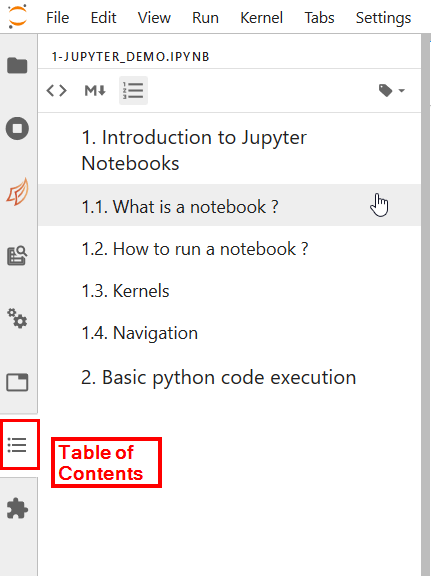 File Edit View Run Kernel Tabs Settings
1-JUPYTER_DEMO.IPYNB
M
1. Introduction to Jupyter
Notebooks
1.1. What is a notebook ?
1.2. How to run a notebook ?
1.3. Kernels
1.4. Navigation
2. Basic python code execution
Table of
Contents